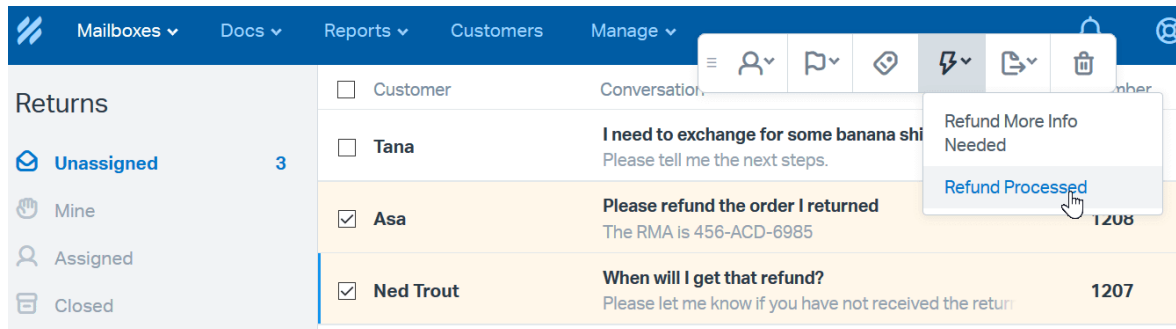 Mailboxes Docs Reports Customers Manage
Returns
Unassigned 3
Mine
Assigned
Closed
Customer Conversation
Tana I need to exchange for some banana shi
Please tell me the next steps.
Asa Please refund the order I returned 1208
The RMA is 456-ACD-6985
Ned Trout When will I get that refund? 1207
Please let me know if you have not received the return
Refund More Info
Needed
Refund Processed